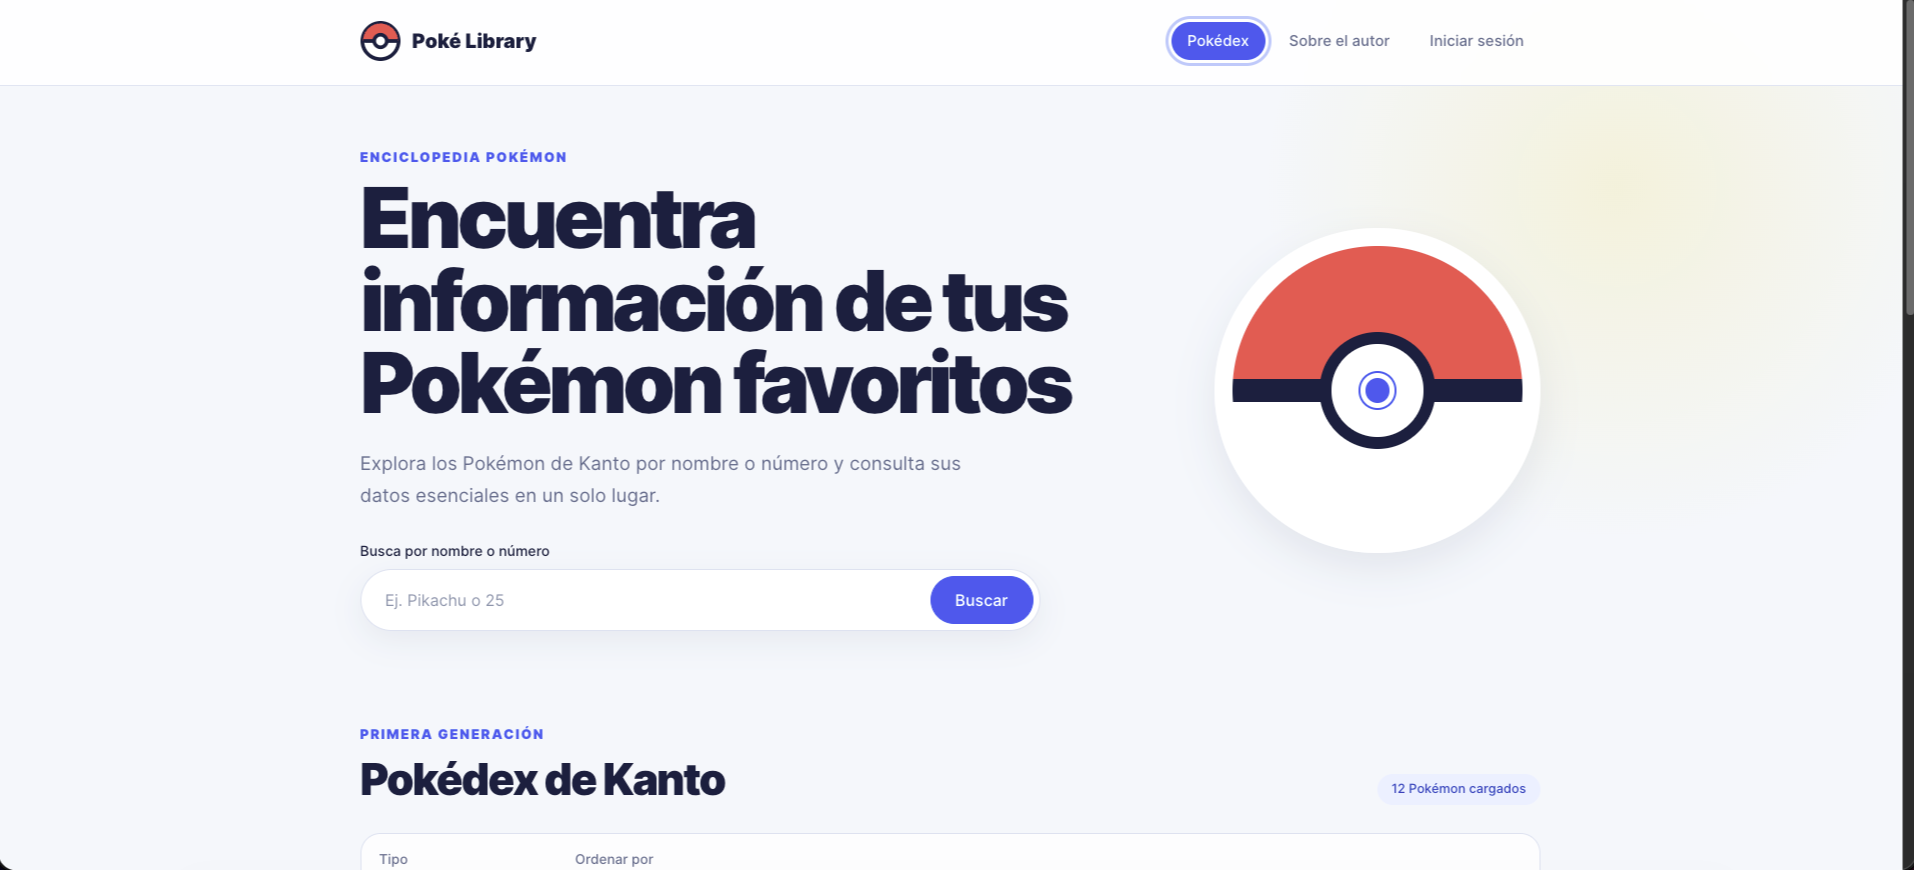 Poké Library
Pokédex
Sobre el autor
Iniciar sesión
ENCICLOPEDIA POKÉMON
Encuentra
información de tus
Pokémon favoritos
Explora los Pokémon de Kanto por nombre o número y consulta sus
datos esenciales en un solo lugar.
Busca por nombre o número
Ej. Pikachu o 25
Buscar
PRIMERA GENERACIÓN
Pokédex de Kanto
12 Pokémon cargados
Tipo
Ordenar por